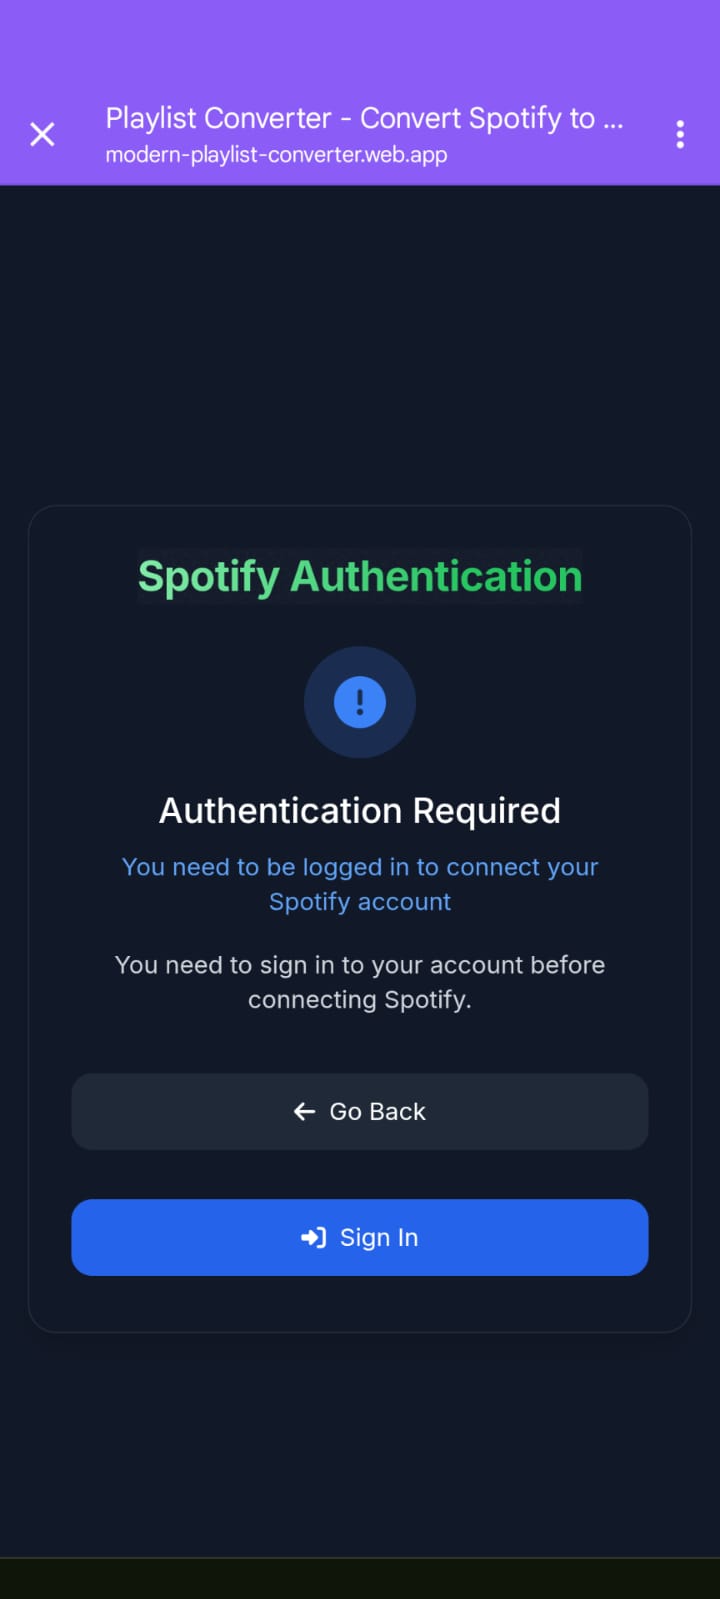 Playlist Converter - Convert Spotify to ...
modern-playlist-converter.web.app
Spotify Authentication
Authentication Required
You need to be logged in to connect your
Spotify account
You need to sign in to your account before
connecting Spotify.
Go Back
Sign In